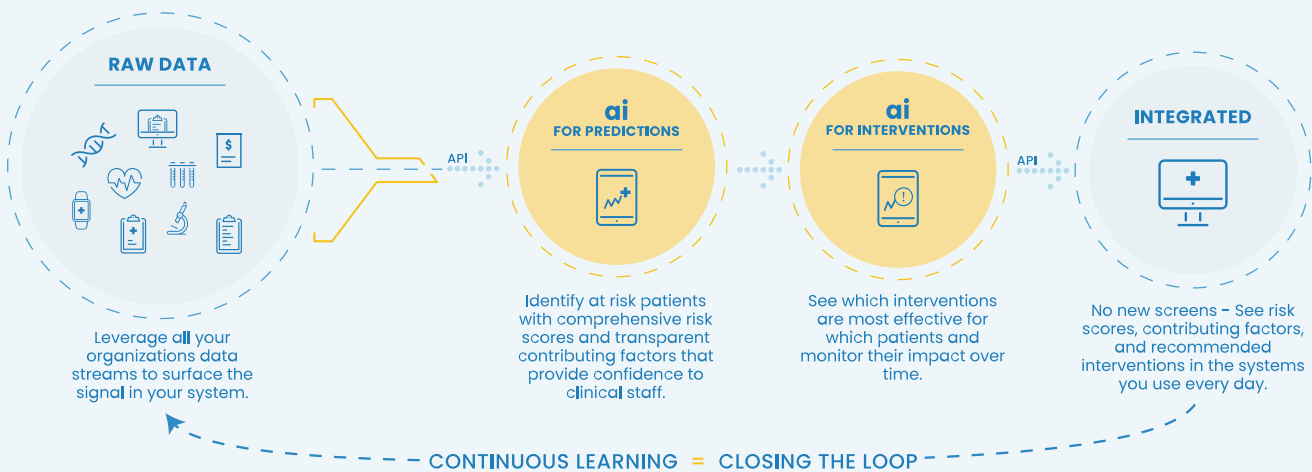 RAW DATA
$
Leverage all your
organizations data
streams to surface the
signal in your system.
API
ai
FOR PREDICTIONS
Identify at risk patients
with comprehensive risk
scores and transparent
contributing factors that
provide confidence to
clinical staff.
ai
FOR INTERVENTIONS
!
See which interventions
are most effective for
which patients and
monitor their impact over
time.
API
INTEGRATED
No new screens - See risk
scores, contributing factors,
and recommended
interventions in the systems
you use every day.
CONTINUOUS LEARNING = CLOSING THE LOOP